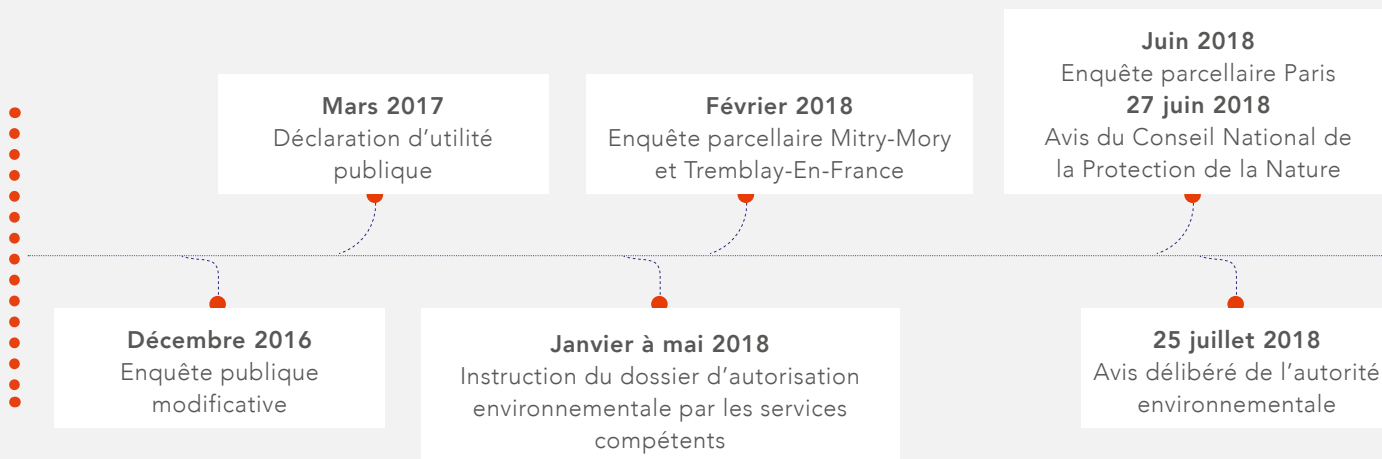 Juin 2018
Enquête parcellaire Paris
27 juin 2018
Avis du Conseil National de
la Protection de la Nature
Mars 2017
Déclaration d’utilité
publique
Février 2018
Enquête parcellaire Mitry-Mory
et Tremblay-En-France
Décembre 2016
Enquête publique
modificative
Janvier à mai 2018
Instruction du dossier d’autorisation
environnementale par les services
compétents
25 juillet 2018
Avis délibéré de l’autorité
environnementale